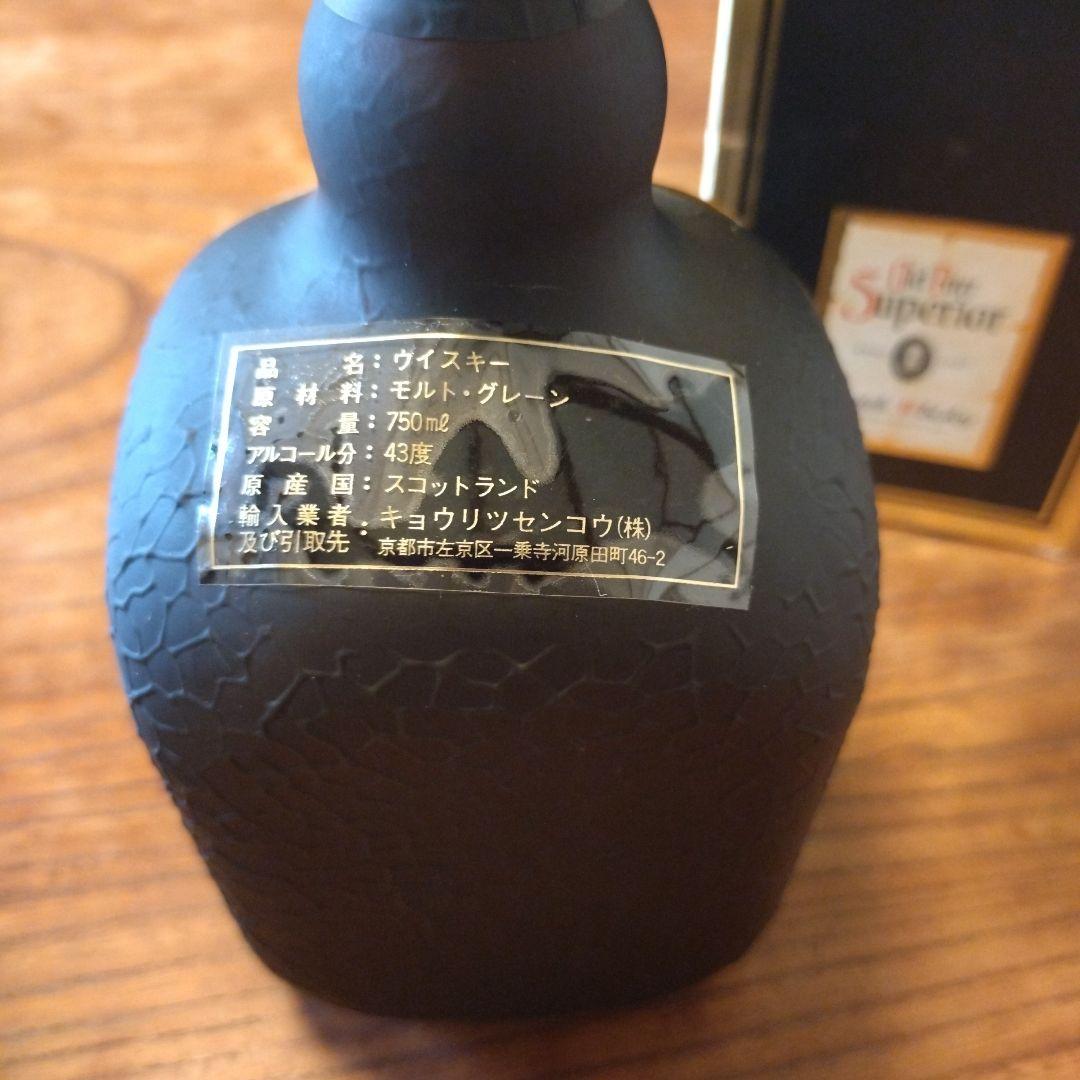 品名:ウイスキー
原材料:モルト・グレーン
容量:750ml
アルコール分:43度
原産国:スコットランド
輸入業者及び引取先:キョウリツセンコウ(株)
京都市左京区一乗寺河原田町46-2
Old Parr
Superior